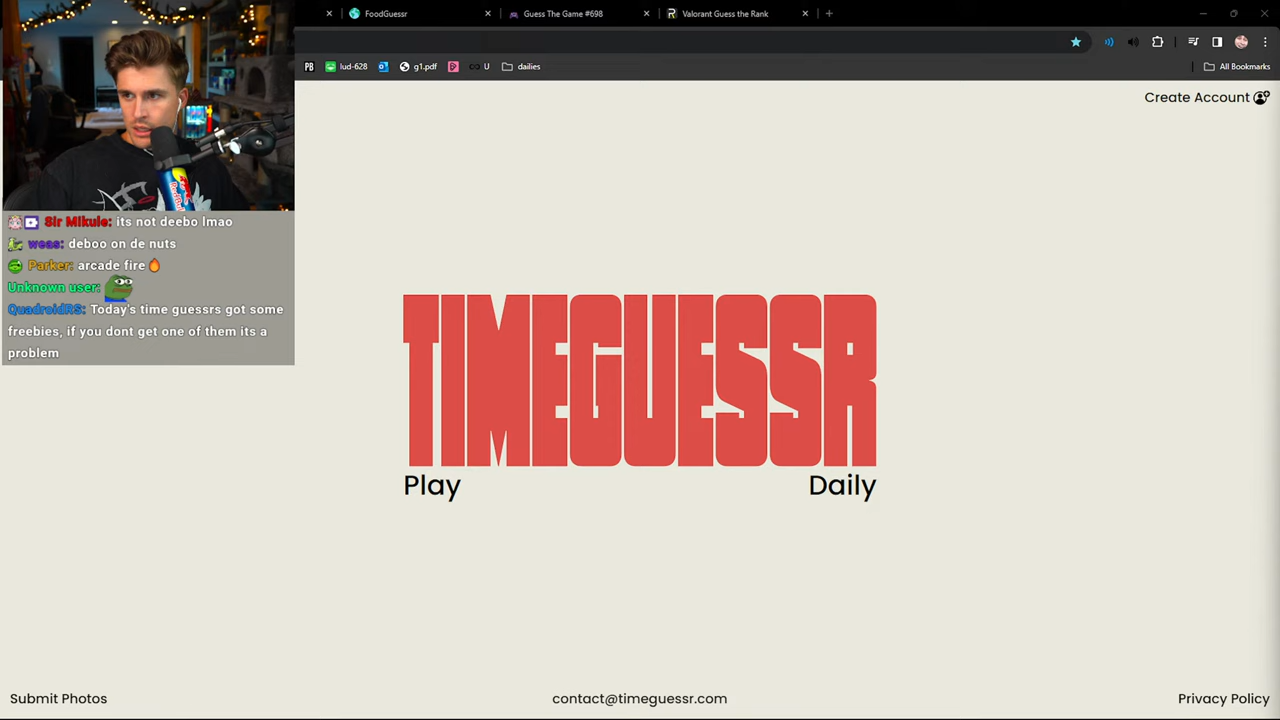 FoodGuessr
Guess The Game #698
Valorant Guess the Rank
PB
lud-628
g1.pdf
U
dailies
All Bookmarks
Create Account
Sir Mikule: its not deebo lmao
weas: deboo on de nuts
Parker: arcade fire
Unknown user:
QuadroidRS: Today's time guessrs got some
freebies, if you dont get one of them its a
problem
TIMEGUESSR
Play
Daily
Submit Photos
contact@timeguessr.com
Privacy Policy